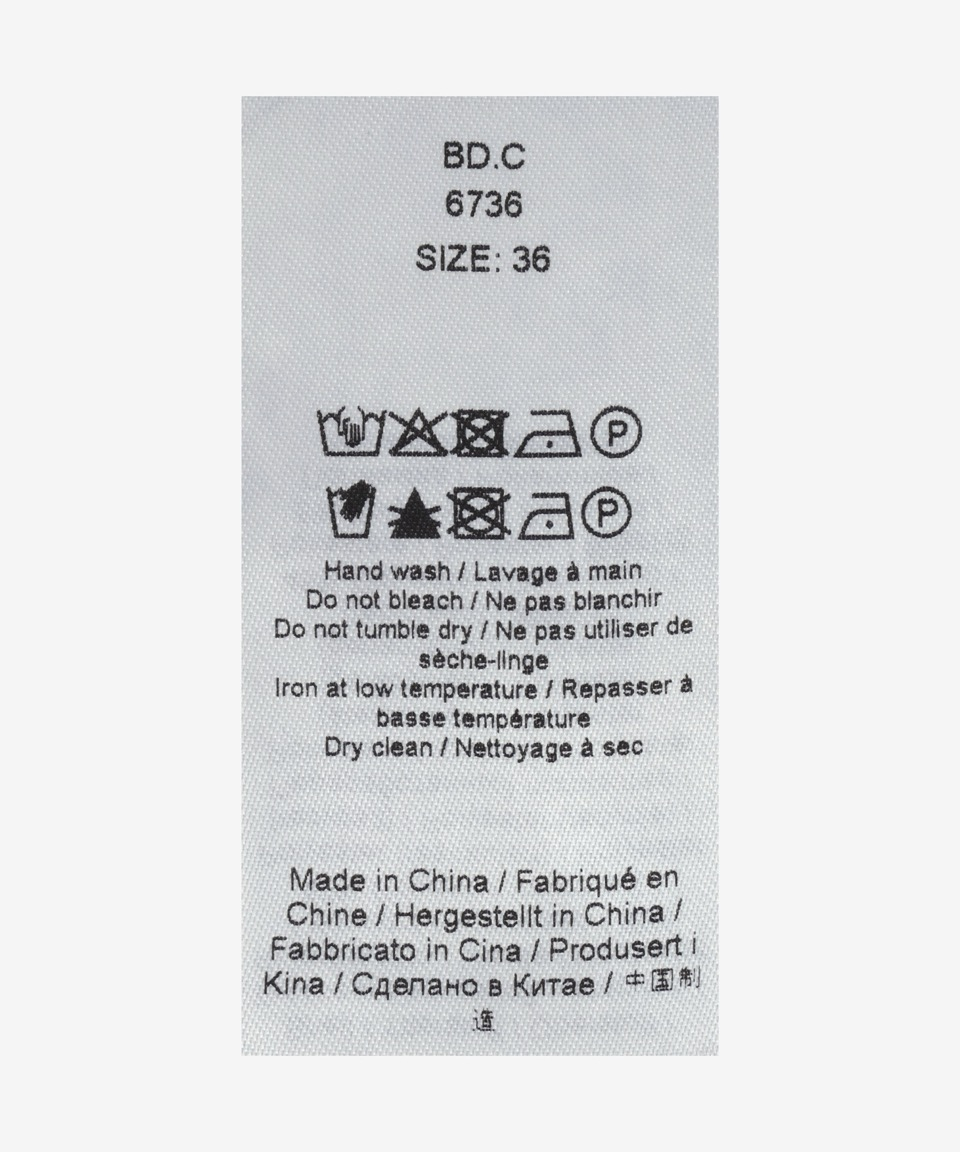 BD.C
6736
SIZE: 36
P
P
Hand wash / Lavage à main
Do not bleach / Ne pas blanchir
Do not tumble dry / Ne pas utiliser de
sèche-linge
Iron at low temperature / Repasser à
basse température
Dry clean / Nettoyage à sec
Made in China / Fabriqué en
Chine / Hergestellt in China /
Fabbricato in Cina / Produsert i
Kina / Сделано в Китае / 中国制
造